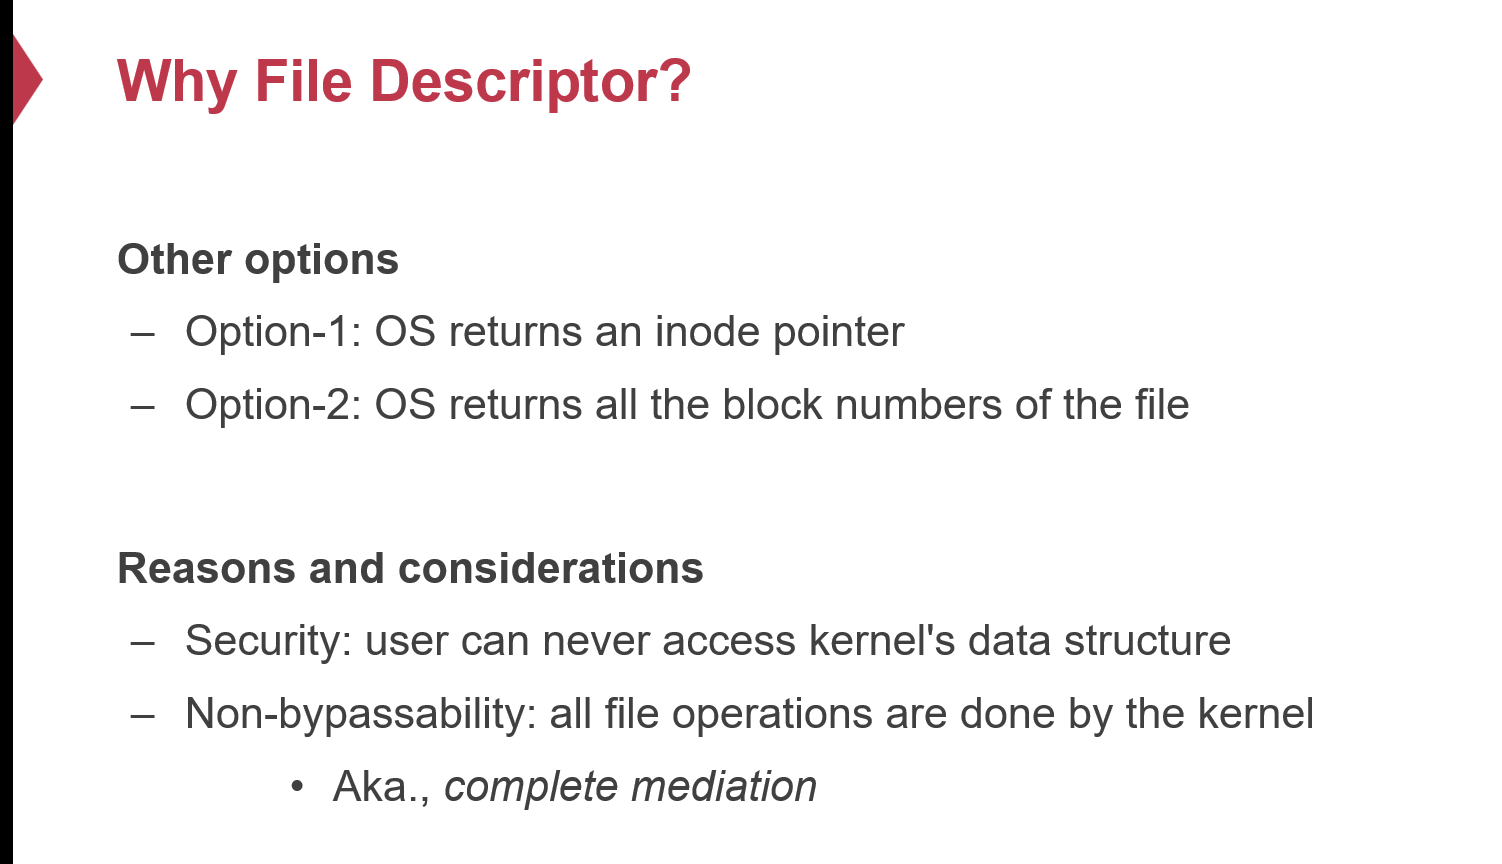 Why File Descriptor?
Other options
– Option-1: OS returns an inode pointer
– Option-2: OS returns all the block numbers of the file
Reasons and considerations
– Security: user can never access kernel's data structure
– Non-bypassability: all file operations are done by the kernel
• Aka., complete mediation